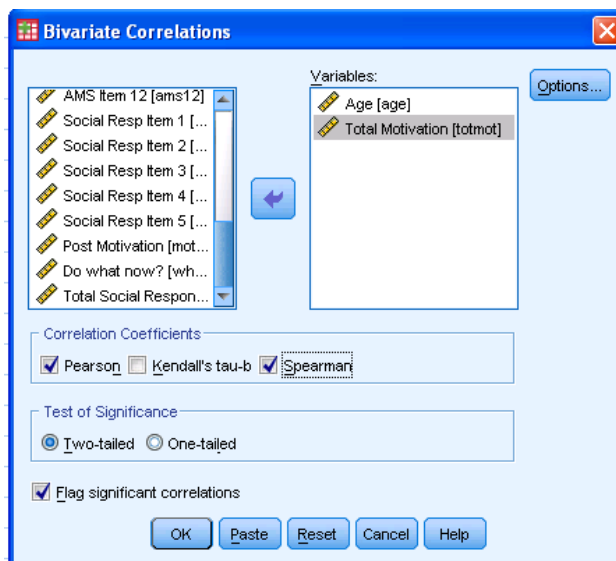 Bivariate Correlations
Variables:
AMS Item 12 [ams12]
Social Resp Item 1 [...
Social Resp Item 2 [...
Social Resp Item 3 [...
Social Resp Item 4 [...
Social Resp Item 5 [...
Post Motivation [mot...
Do what now? [wh...
Total Social Respon...
Age [age]
Total Motivation [totmot]
Options...
Correlation Coefficients
Pearson Kendall's tau-b Spearman
Test of Significance
Two-tailed One-tailed
Flag significant correlations
OK Paste Reset Cancel Help